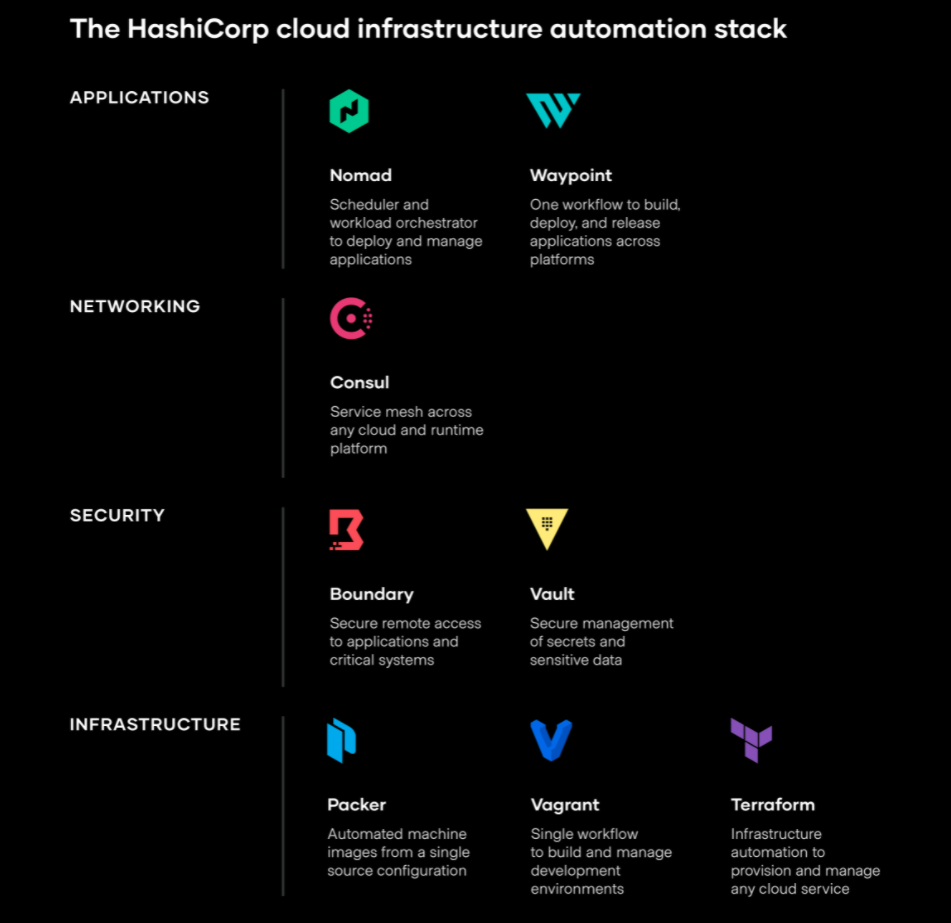 The HashiCorp cloud infrastructure automation stack
APPLICATIONS
Nomad
Scheduler and
workload orchestrator
to deploy and manage
applications
Waypoint
One workflow to build,
deploy, and release
applications across
platforms
NETWORKING
Consul
Service mesh across
any cloud and runtime
platform
SECURITY
Boundary
Secure remote access
to applications and
critical systems
Vault
Secure management
of secrets and
sensitive data
INFRASTRUCTURE
Packer
Automated machine
images from a single
source configuration
Vagrant
Single workflow
to build and manage
development
environments
Terraform
Infrastructure
automation to
provision and manage
any cloud service